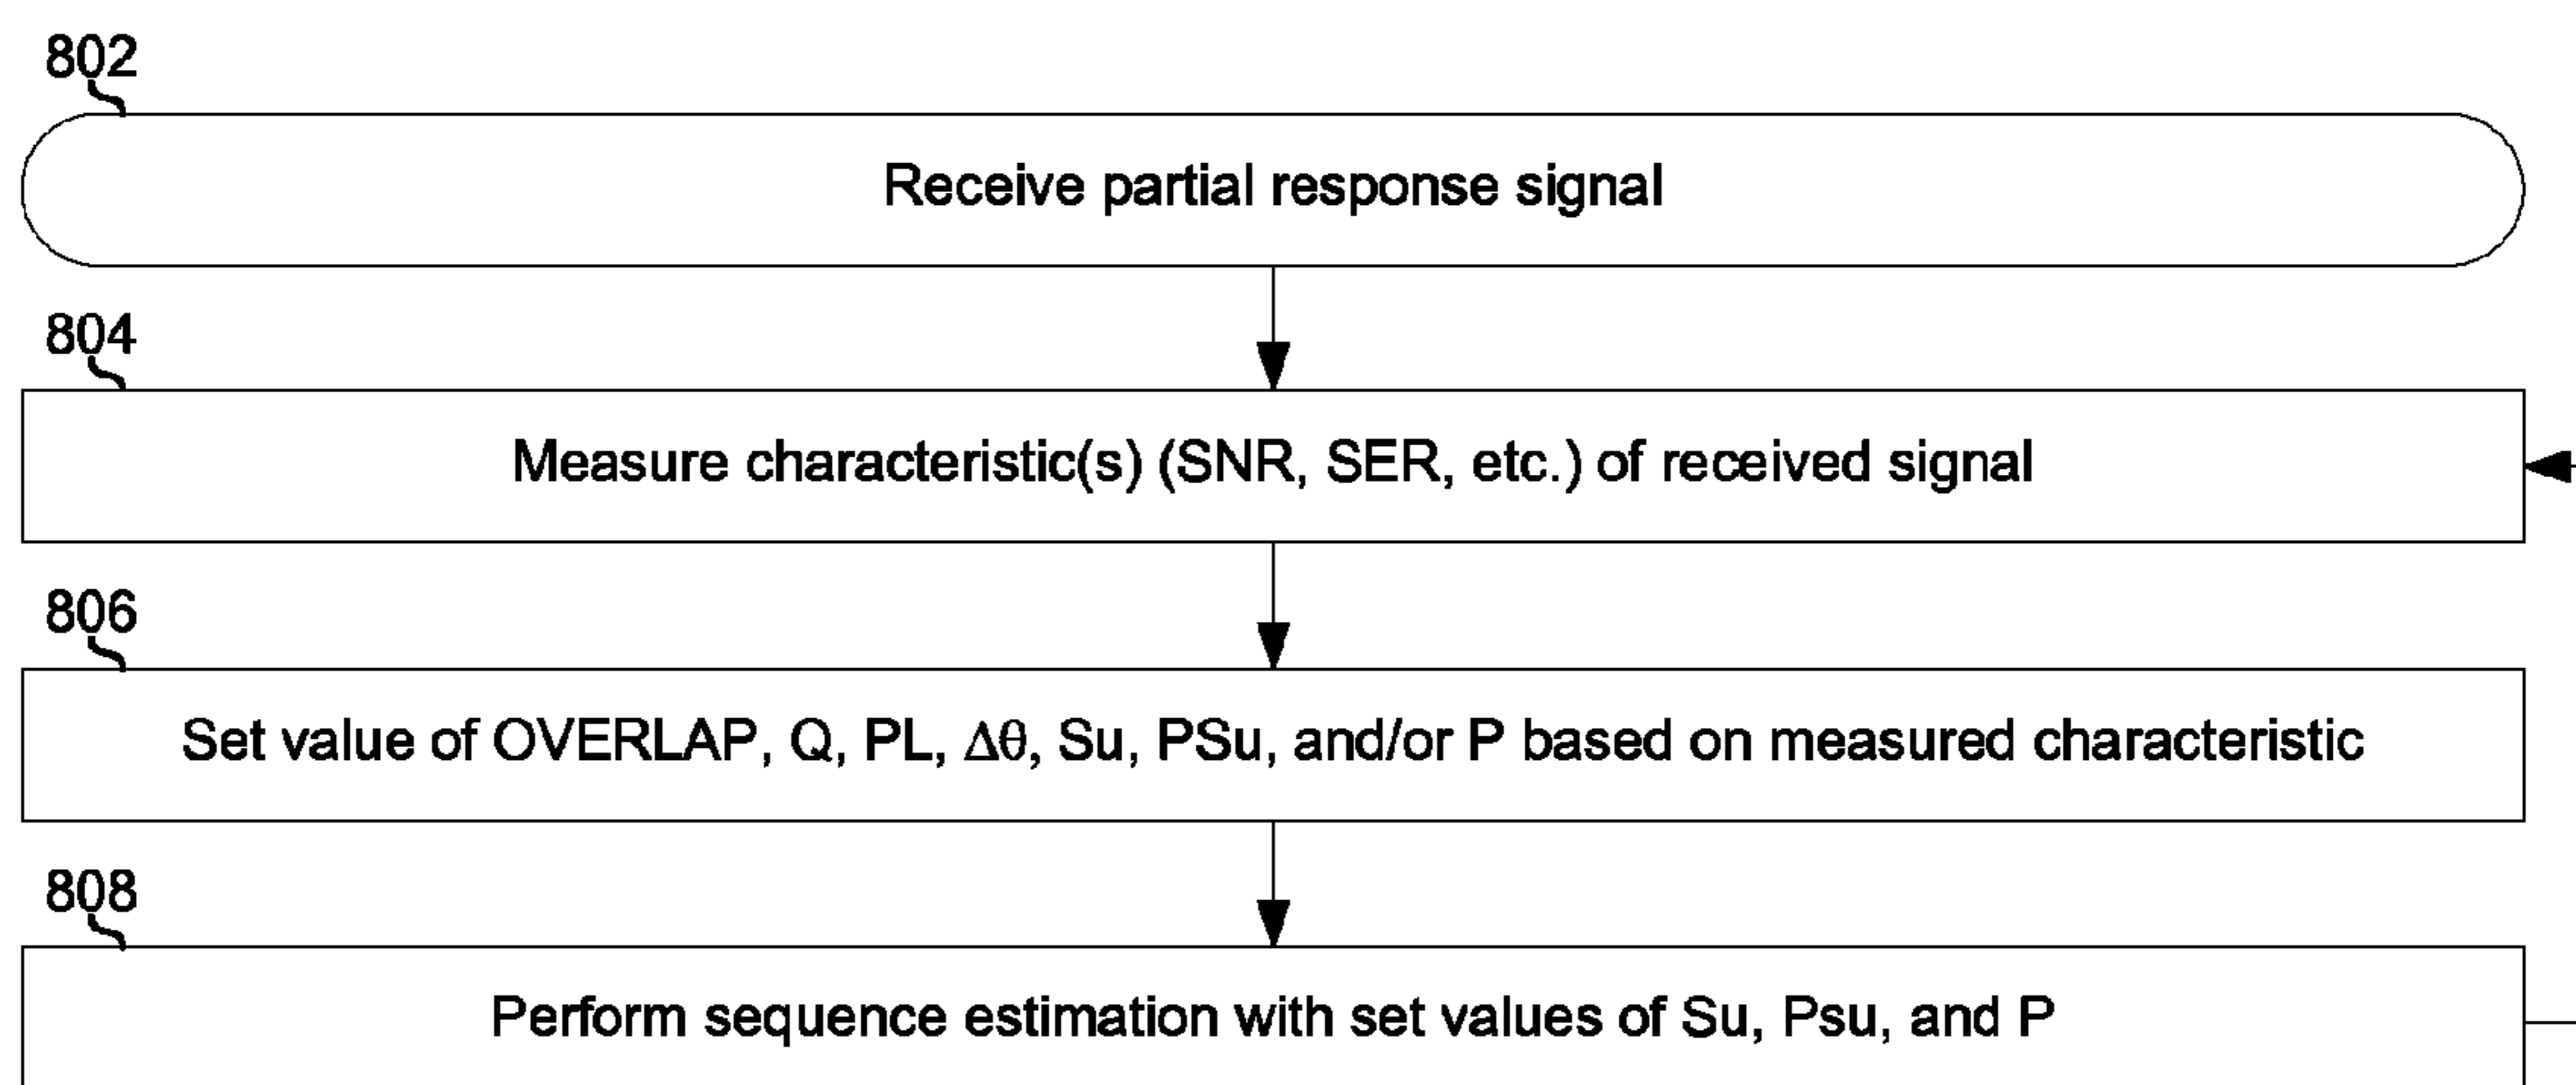 802
Receive partial response signal
804
Measure characteristic(s) (SNR, SER, etc.) of received signal
806
Set value of OVERLAP, Q, PL, Δθ, Su, PSu, and/or P based on measured characteristic
808
Perform sequence estimation with set values of Su, Psu, and P